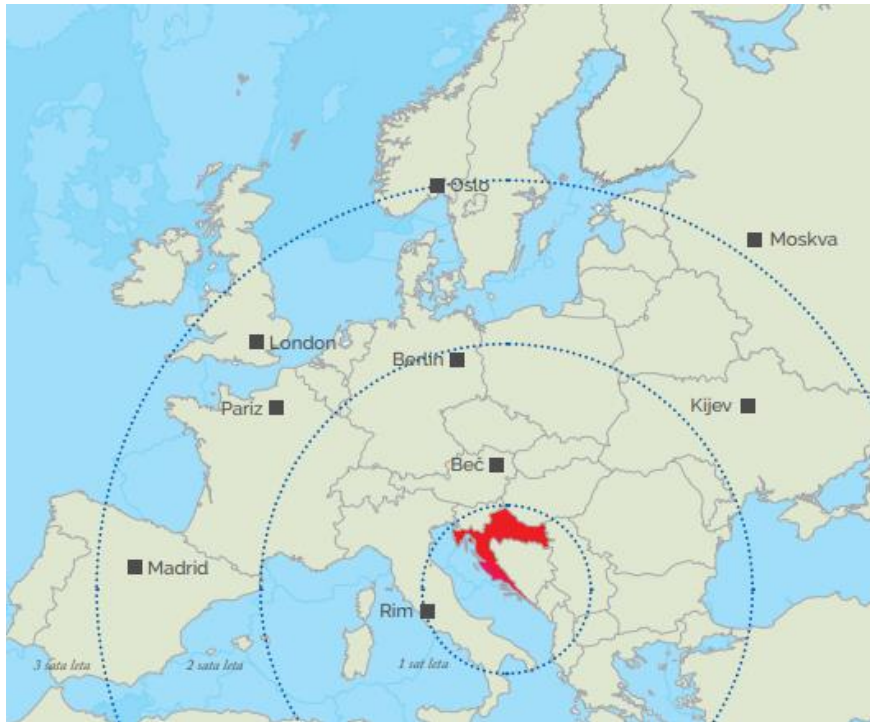 Oslo
Moskva
London
Berlin
Pariz
Kijev
Beč
Madrid
Rim
3 sata leta
2 sata leta
1 sat leta